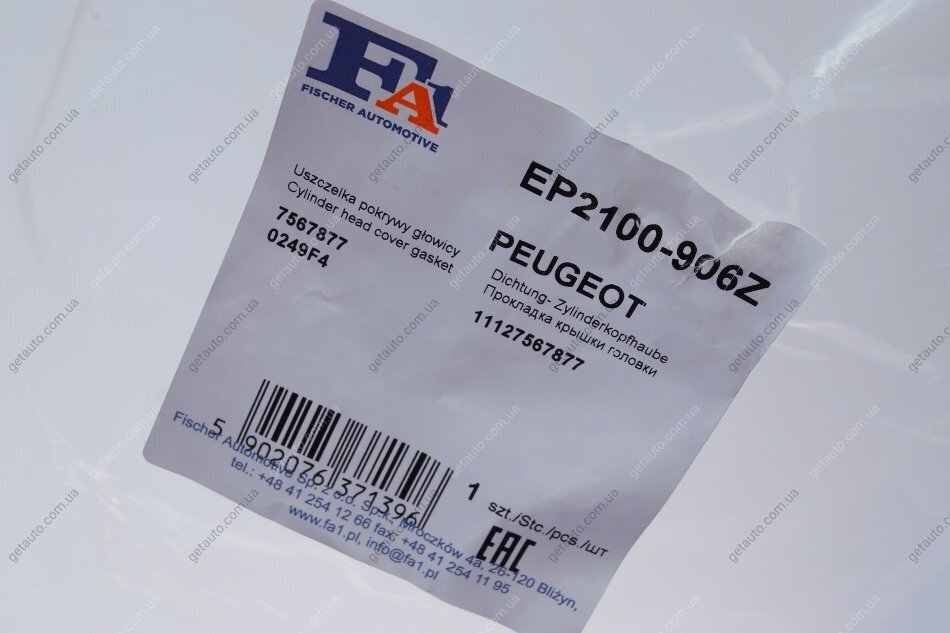 FA1
FISCHER AUTOMOTIVE
EP2100-906Z
Uszczelka pokrywy głowicy
Cylinder head cover gasket
7567877
0249F4
PEUGEOT
Dichtung- Zylinderkopfhaube
Прокладка крышки головки
11127567877
5 902076 371396
1 szt./Stc./pcs./шт
EAC
Fischer Automotive Sp. z o.o. Sp.k., Mroczków 4a, 26-120 Bliżyn,
tel.: +48 41 254 12 66 fax: +48 41 254 11 95
www.fa1.pl, info@fa1.pl
getauto.com.ua